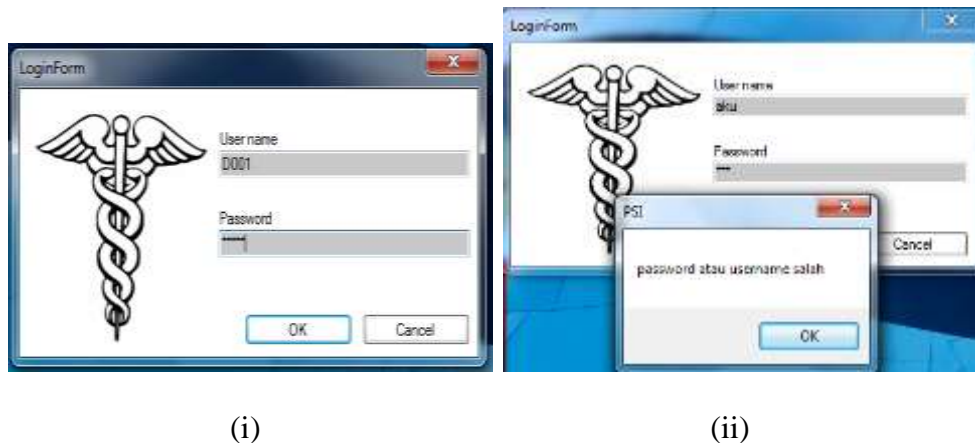 LoginForm
User name
D001
Password
*****
OK
Cancel
LoginForm
User name
aku
Password
***
PSI
Cancel
password atau username salah
OK
(i)
(ii)